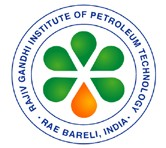 RAJIV GANDHI INSTITUTE OF PETROLEUM TECHNOLOGY
· RAE BARELI, INDIA ·